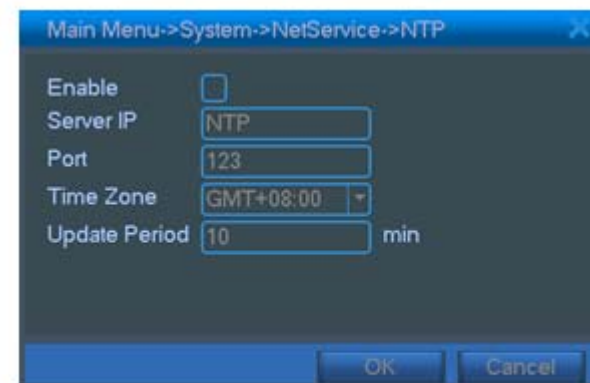 Main Menu->System->NetService->NTP
Enable
Server IP NTP
Port 123
Time Zone GMT+08:00
Update Period 10 min
OK Cancel